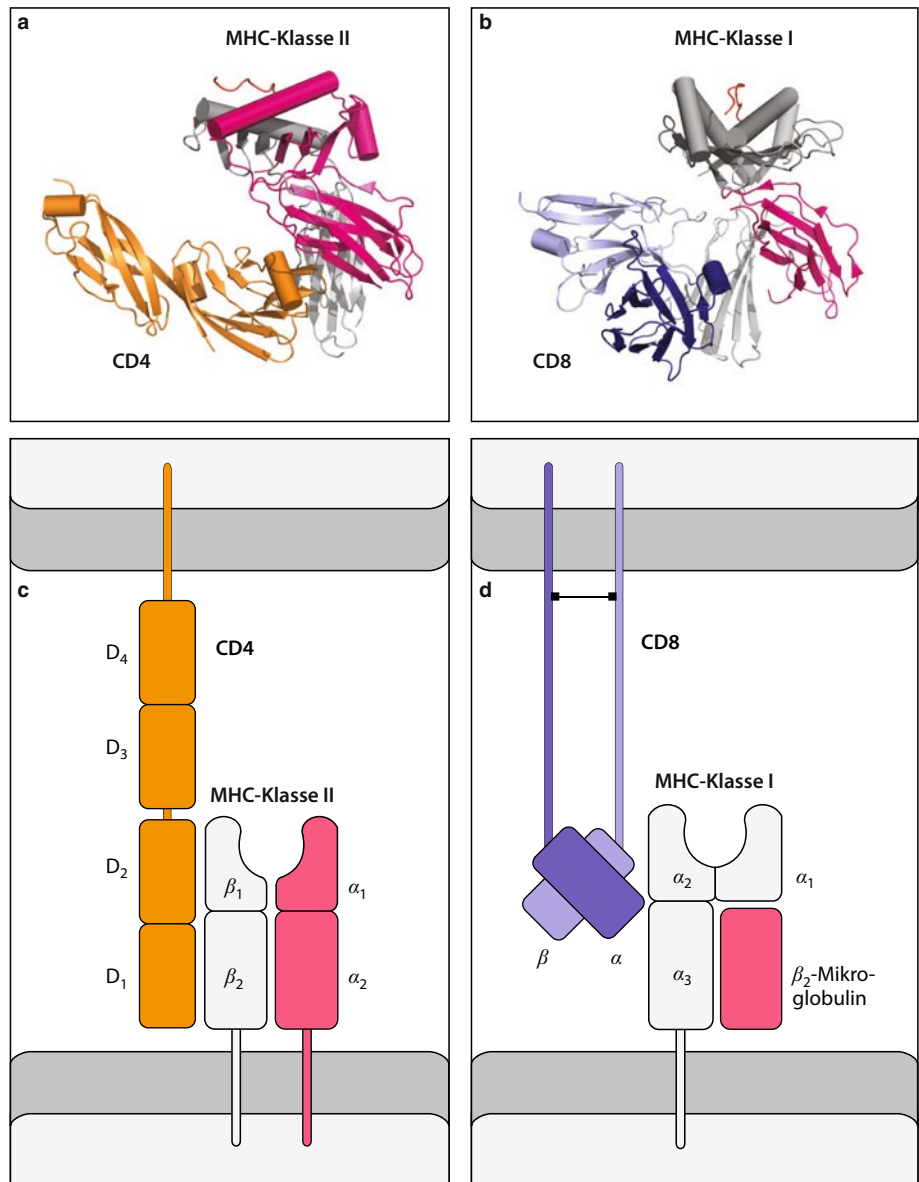 a
MHC-Klasse II
CD4
b
MHC-Klasse I
CD8
c
CD4
D4
D3
MHC-Klasse II
D2
β1
α1
D1
β2
α2
d
CD8
MHC-Klasse I
α2
α1
β
α
α3
β2-Mikro-
globulin